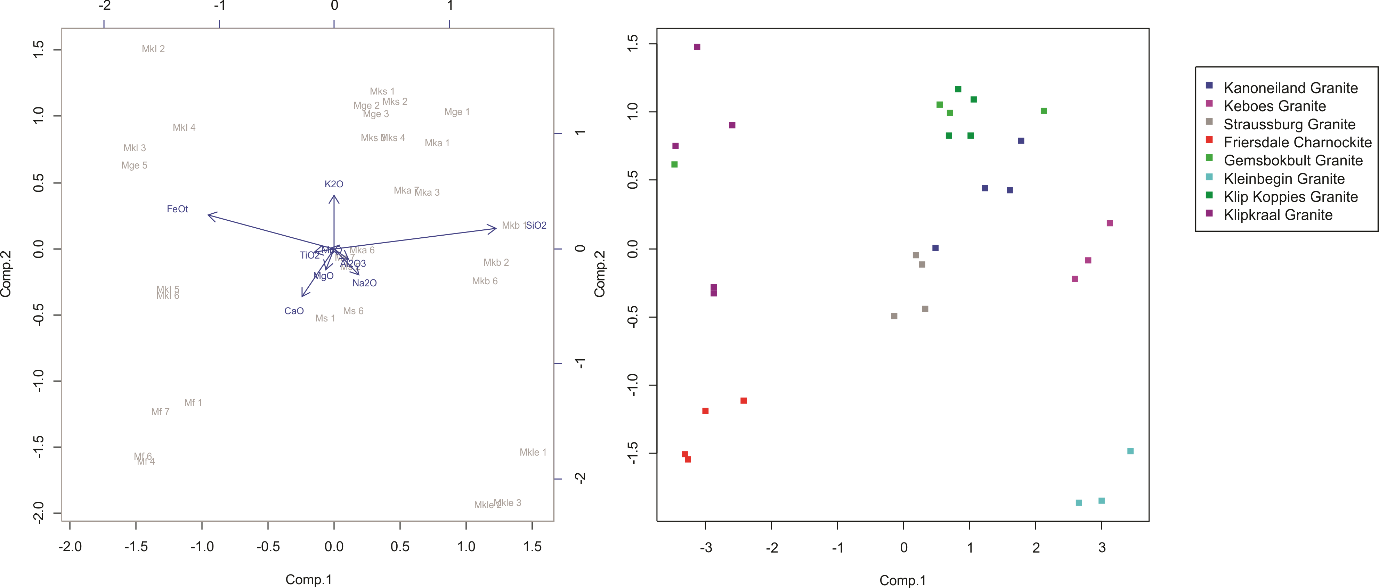 -2 -1 0 1
1.5
1.0
0.5
0.0
-0.5
-1.0
-1.5
-2.0
Comp.2
Mkl 2
Mks 1
Mks 2
Mge 2
Mge 3
Mge 1
Mkl 4
Mks
Mks 4
Mka 1
Mkl 3
Mge 5
K2O
Mka 7
Mka 3
FeOt
Mkb 1
SiO2
TiO2
Mka 6
Al2O3
Mkb 2
MgO
Na2O
Mkb 6
Mkl 5
Mkl 6
CaO
Ms 1
Ms 6
Mf 1
Mf 7
Mf 6
Mf 4
Mkle 1
Mkle 2
Mkle 3
1
0
-1
-2
-2.0 -1.5 -1.0 -0.5 0.0 0.5 1.0 1.5
Comp.1
1.5
1.0
0.5
0.0
-0.5
-1.0
-1.5
Comp.2
-3 -2 -1 0 1 2 3
Comp.1
Kanoneiland Granite
Keboes Granite
Straussburg Granite
Friersdale Charnockite
Gemsbokbult Granite
Kleinbegin Granite
Klip Koppies Granite
Klipkraal Granite